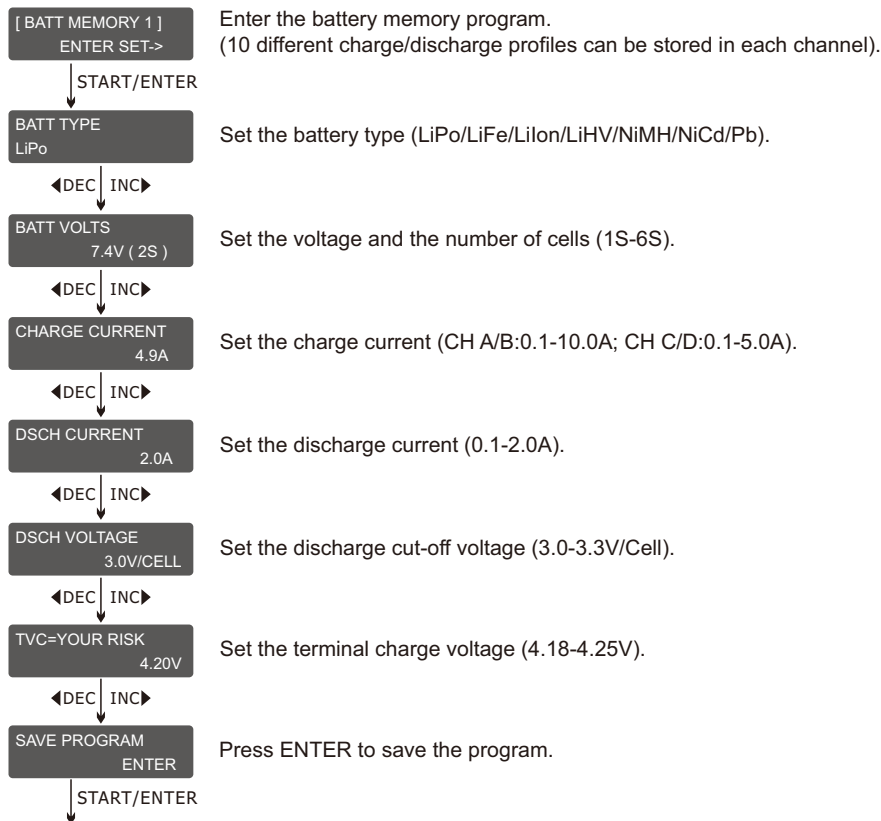 [ BATT MEMORY 1 ]
ENTER SET->
Enter the battery memory program.
(10 different charge/discharge profiles can be stored in each channel).
START/ENTER
BATT TYPE
LiPo
Set the battery type (LiPo/LiFe/LiIon/LiHV/NiMH/NiCd/Pb).
◀DEC INC▶
BATT VOLTS
7.4V ( 2S )
Set the voltage and the number of cells (1S-6S).
◀DEC INC▶
CHARGE CURRENT
4.9A
Set the charge current (CH A/B:0.1-10.0A; CH C/D:0.1-5.0A).
◀DEC INC▶
DSCH CURRENT
2.0A
Set the discharge current (0.1-2.0A).
◀DEC INC▶
DSCH VOLTAGE
3.0V/CELL
Set the discharge cut-off voltage (3.0-3.3V/Cell).
◀DEC INC▶
TVC=YOUR RISK
4.20V
Set the terminal charge voltage (4.18-4.25V).
◀DEC INC▶
SAVE PROGRAM
ENTER
Press ENTER to save the program.
START/ENTER